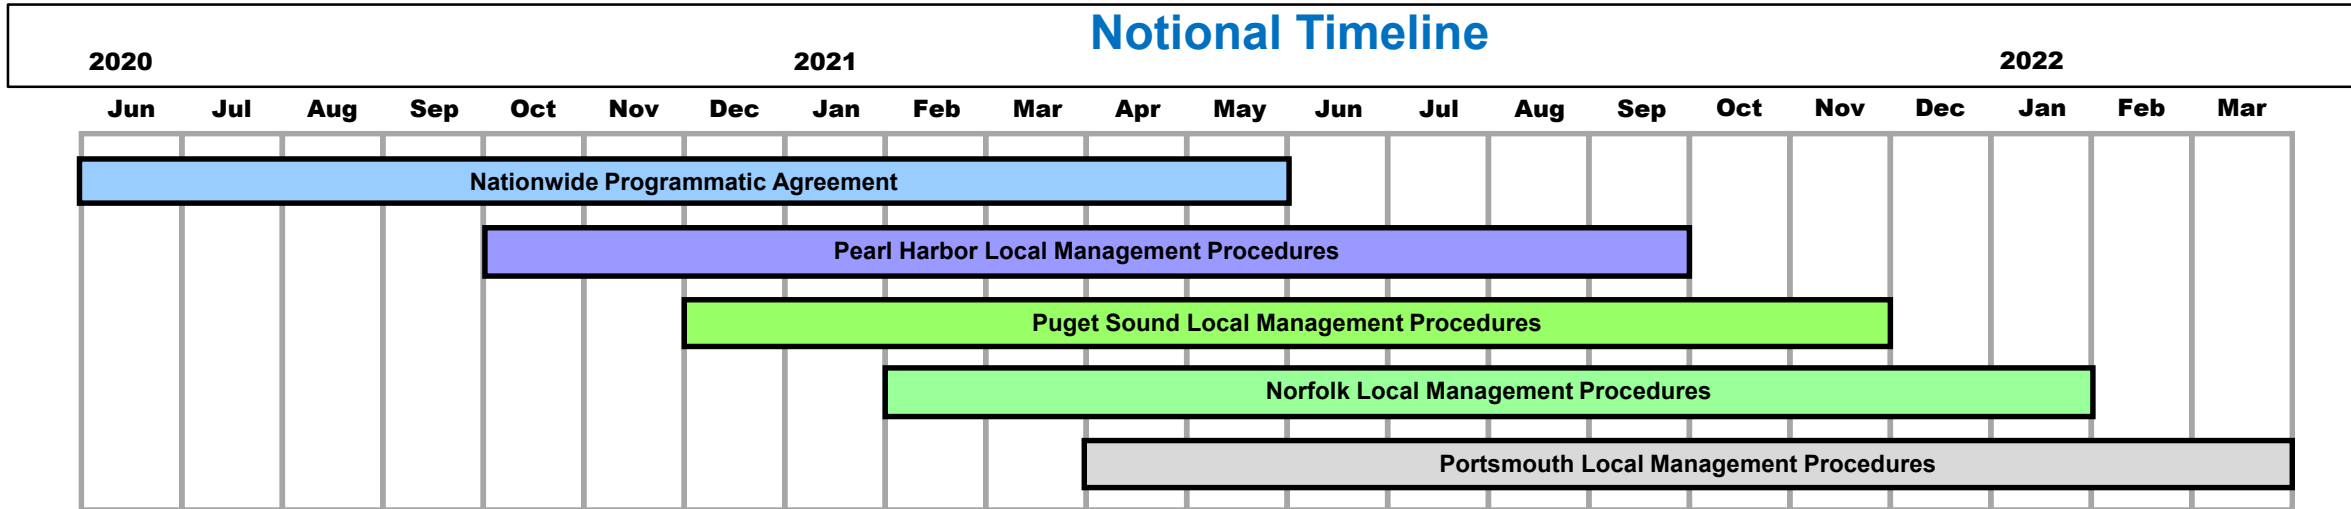 Notional Timeline
2020 2021 2022
Jun Jul Aug Sep Oct Nov Dec Jan Feb Mar Apr May Jun Jul Aug Sep Oct Nov Dec Jan Feb Mar
Nationwide Programmatic Agreement
Pearl Harbor Local Management Procedures
Puget Sound Local Management Procedures
Norfolk Local Management Procedures
Portsmouth Local Management Procedures